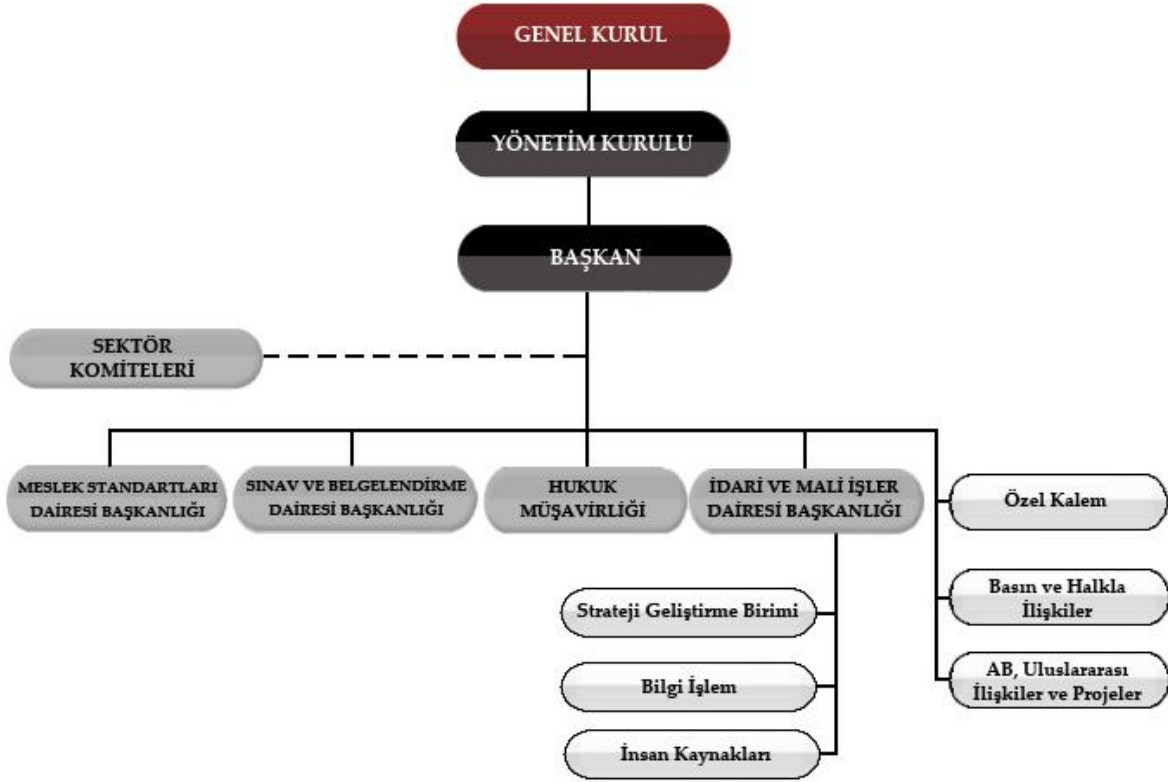 GENEL KURUL
YÖNETİM KURULU
BAŞKAN
SEKTÖR
KOMİTELERİ
MESLEK STANDARTLARI
DAİRESİ BAŞKANLIĞI
SINAV VE BELGELENDİRME
DAİRESİ BAŞKANLIĞI
HUKUK
MÜŞAVİRLİĞİ
İDARİ VE MALİ İŞLER
DAİRESİ BAŞKANLIĞI
Özel Kalem
Basın ve Halkla
İlişkiler
AB, Uluslararası
İlişkiler ve Projeler
Strateji Geliştirme Birimi
Bilgi İşlem
İnsan Kaynakları